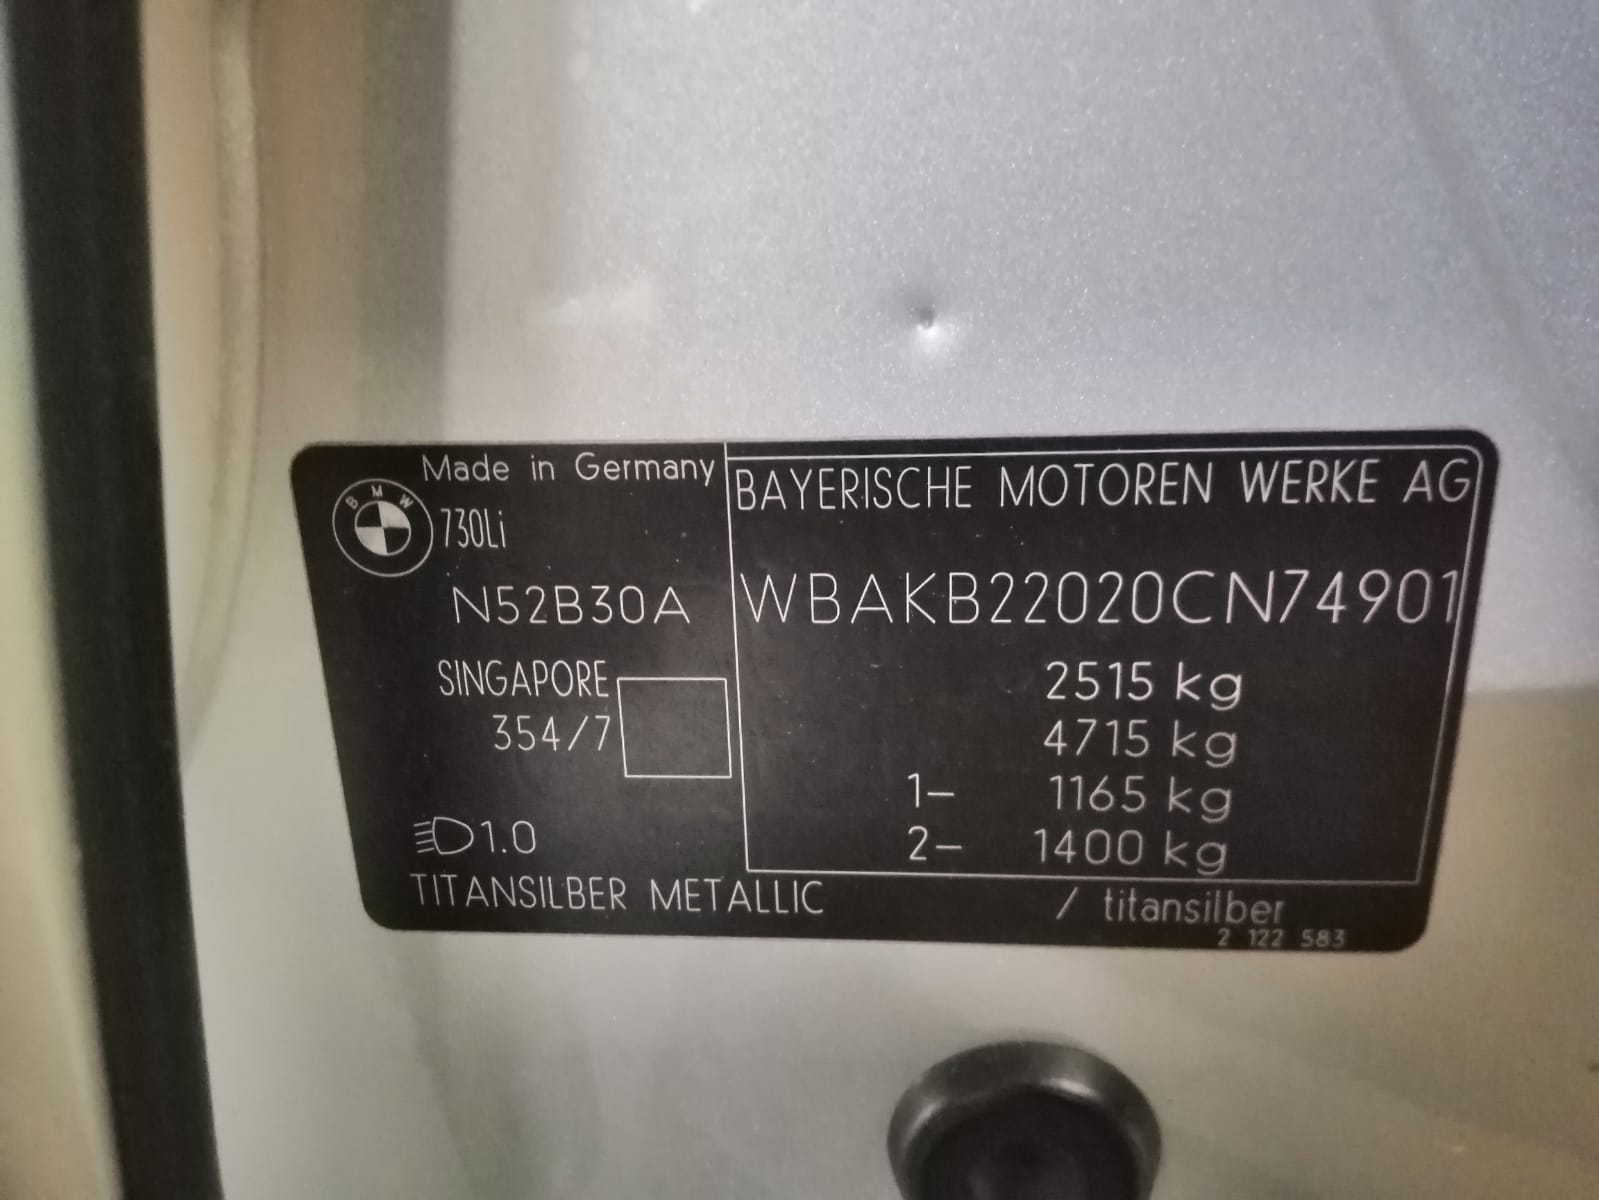 Made in Germany
B M W
730Li
N52B30A
SINGAPORE
354/7
1.0
TITANSILBER METALLIC / titansilber
2 122 583
BAYERISCHE MOTOREN WERKE AG
WBAKB22020CN74901
2515 kg
4715 kg
1- 1165 kg
2- 1400 kg